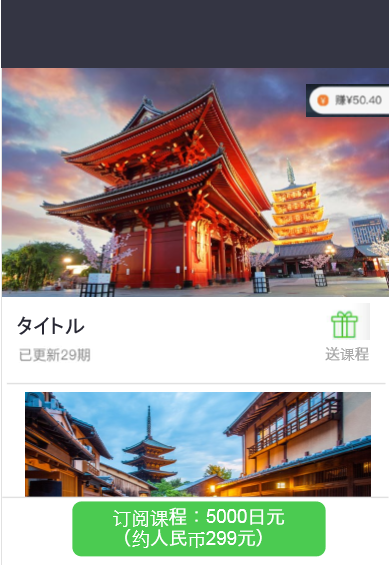 赚¥50.40
タイトル
已更新29期
送课程
订阅课程：5000日元
（约人民币299元）